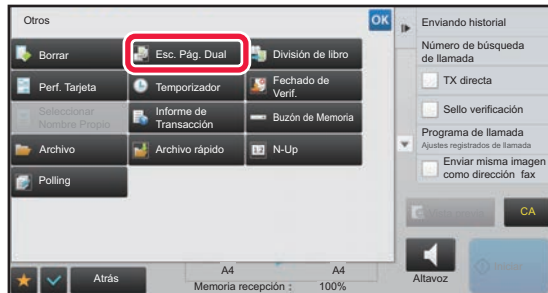 Otros
OK
Borrar
Esc. Pág. Dual
División de libro
Perf. Tarjeta
Temporizador
Fechado de
Verif.
Seleccionar
Nombre Propio
Informe de
Transacción
Buzón de Memoria
Archivo
Archivo rápido
N-Up
Polling
Atrás
A4
A4
Memoria recepción :
100%
Enviando historial
Número de búsqueda
de llamada
TX directa
Sello verificación
Programa de llamada
Ajustes registrados de llamada
Enviar misma imagen
como dirección fax
CA
Altavoz